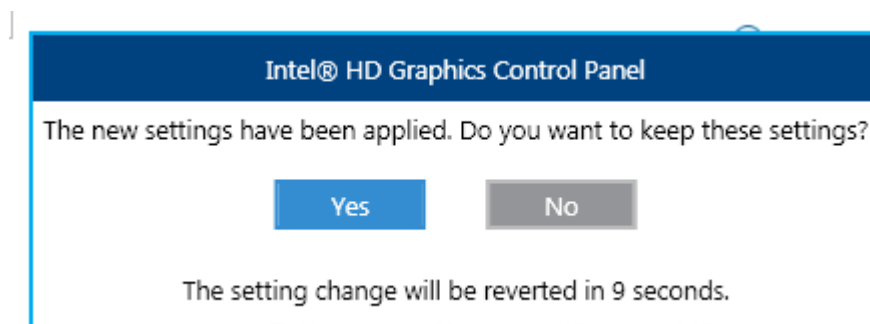 Intel® HD Graphics Control Panel
The new settings have been applied. Do you want to keep these settings?
Yes No
The setting change will be reverted in 9 seconds.